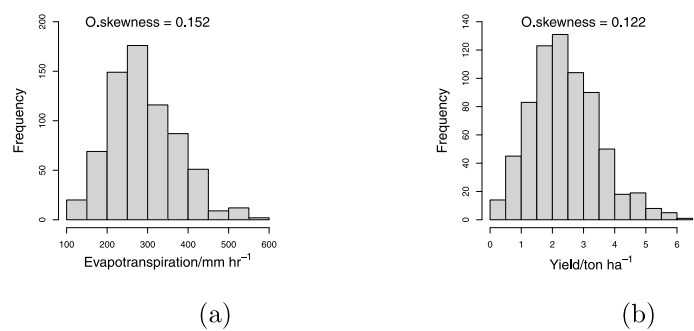 O.skewness = 0.152
Frequency
0 50 100 150 200
100 200 300 400 500 600
Evapotranspiration/mm hr⁻¹
(a)
O.skewness = 0.122
Frequency
0 20 40 60 80 100 120 140
0 1 2 3 4 5 6
Yield/ton ha⁻¹
(b)